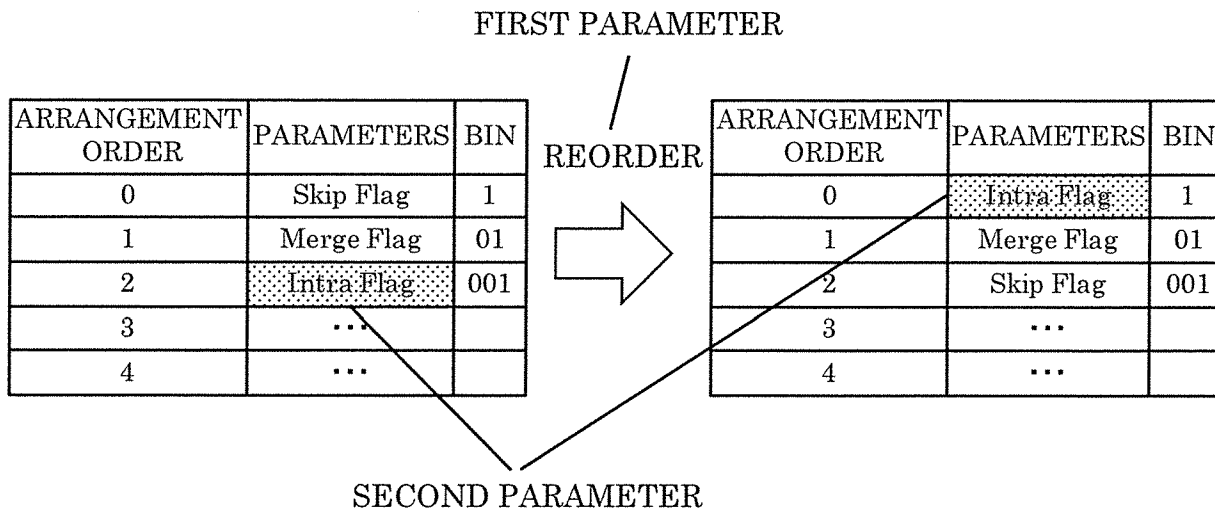 FIRST PARAMETER
ARRANGEMENT ORDER PARAMETERS BIN
0 Skip Flag 1
1 Merge Flag 01
2 Intra Flag 001
3 ...
4 ...
REORDER
ARRANGEMENT ORDER PARAMETERS BIN
0 Intra Flag 1
1 Merge Flag 01
2 Skip Flag 001
3 ...
4 ...
SECOND PARAMETER